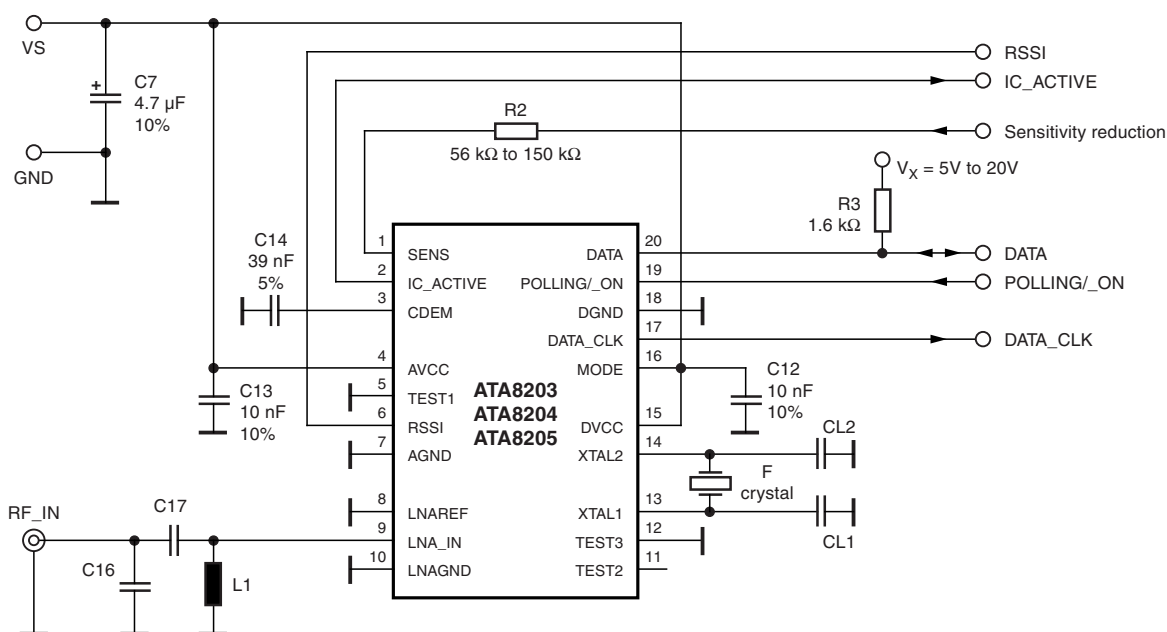 VS
C7
4.7 µF
10%
+
GND
RSSI
IC_ACTIVE
R2
56 kΩ to 150 kΩ
Sensitivity reduction
VX = 5V to 20V
R3
1.6 kΩ
DATA
POLLING/_ON
DATA_CLK
C14
39 nF
5%
1
SENS
2
IC_ACTIVE
3
CDEM
4
AVCC
5
TEST1
6
RSSI
7
AGND
8
LNAREF
9
LNA_IN
10
LNAGND
ATA8203
ATA8204
ATA8205
20
DATA
19
POLLING/_ON
18
DGND
17
DATA_CLK
16
MODE
15
DVCC
14
XTAL2
13
XTAL1
12
TEST3
11
TEST2
C13
10 nF
10%
C12
10 nF
10%
CL2
F
crystal
CL1
RF_IN
C17
C16
L1